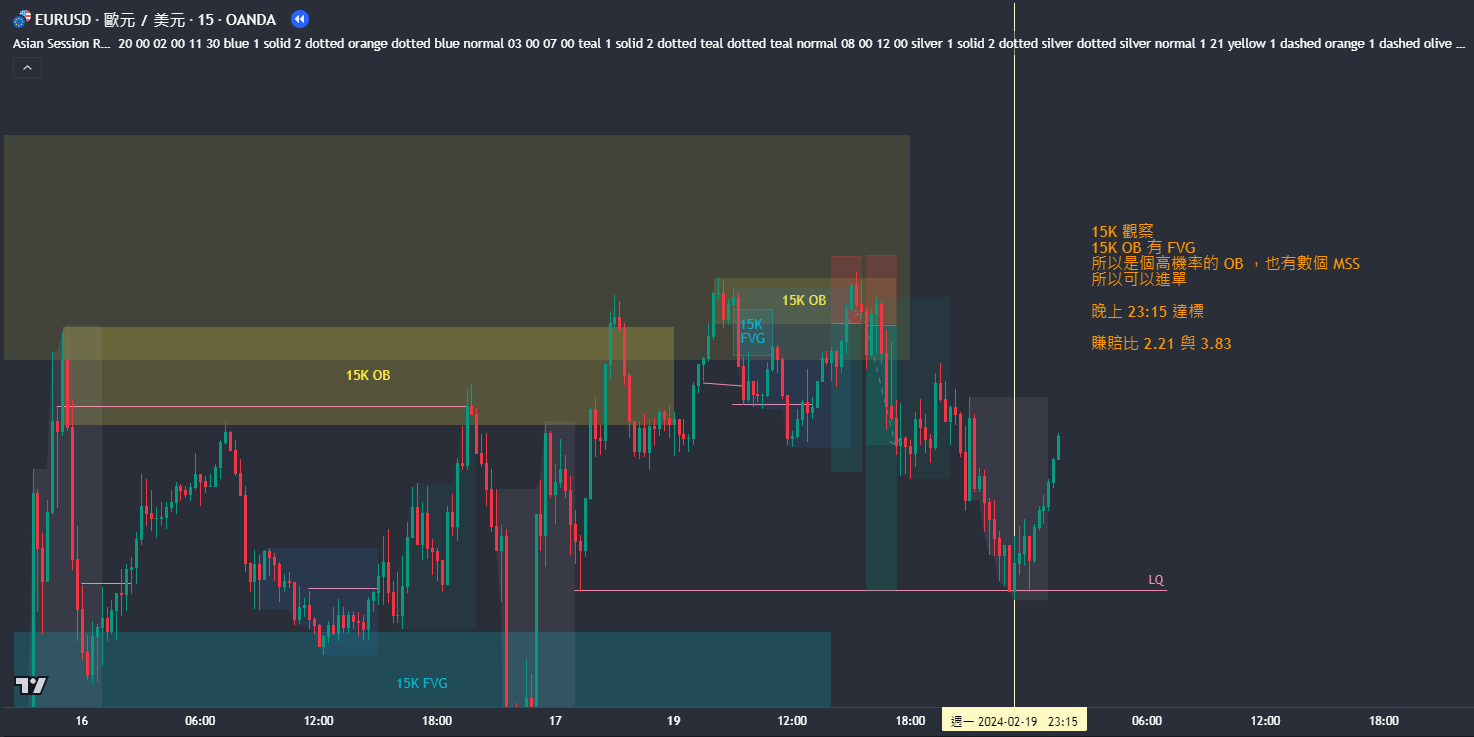 EURUSD · 歐元 / 美元 · 15 · OANDA
Asian Session R... 20 00 02 00 11 30 blue 1 solid 2 dotted orange dotted blue normal 03 00 07 00 teal 1 solid 2 dotted teal dotted teal normal 08 00 12 00 silver 1 solid 2 dotted silver dotted silver normal 1 21 yellow 1 dashed orange 1 dashed olive ...
15K 觀察
15K OB 有 FVG
所以是個高機率的 OB ，也有數個 MSS
所以可以進單
晚上 23:15 達標
賺賠比 2.21 與 3.83
15K OB
15K
FVG
15K OB
LQ
15K FVG
16 06:00 12:00 18:00 17 19 12:00 18:00 週一 2024-02-19 23:15 06:00 12:00 18:00